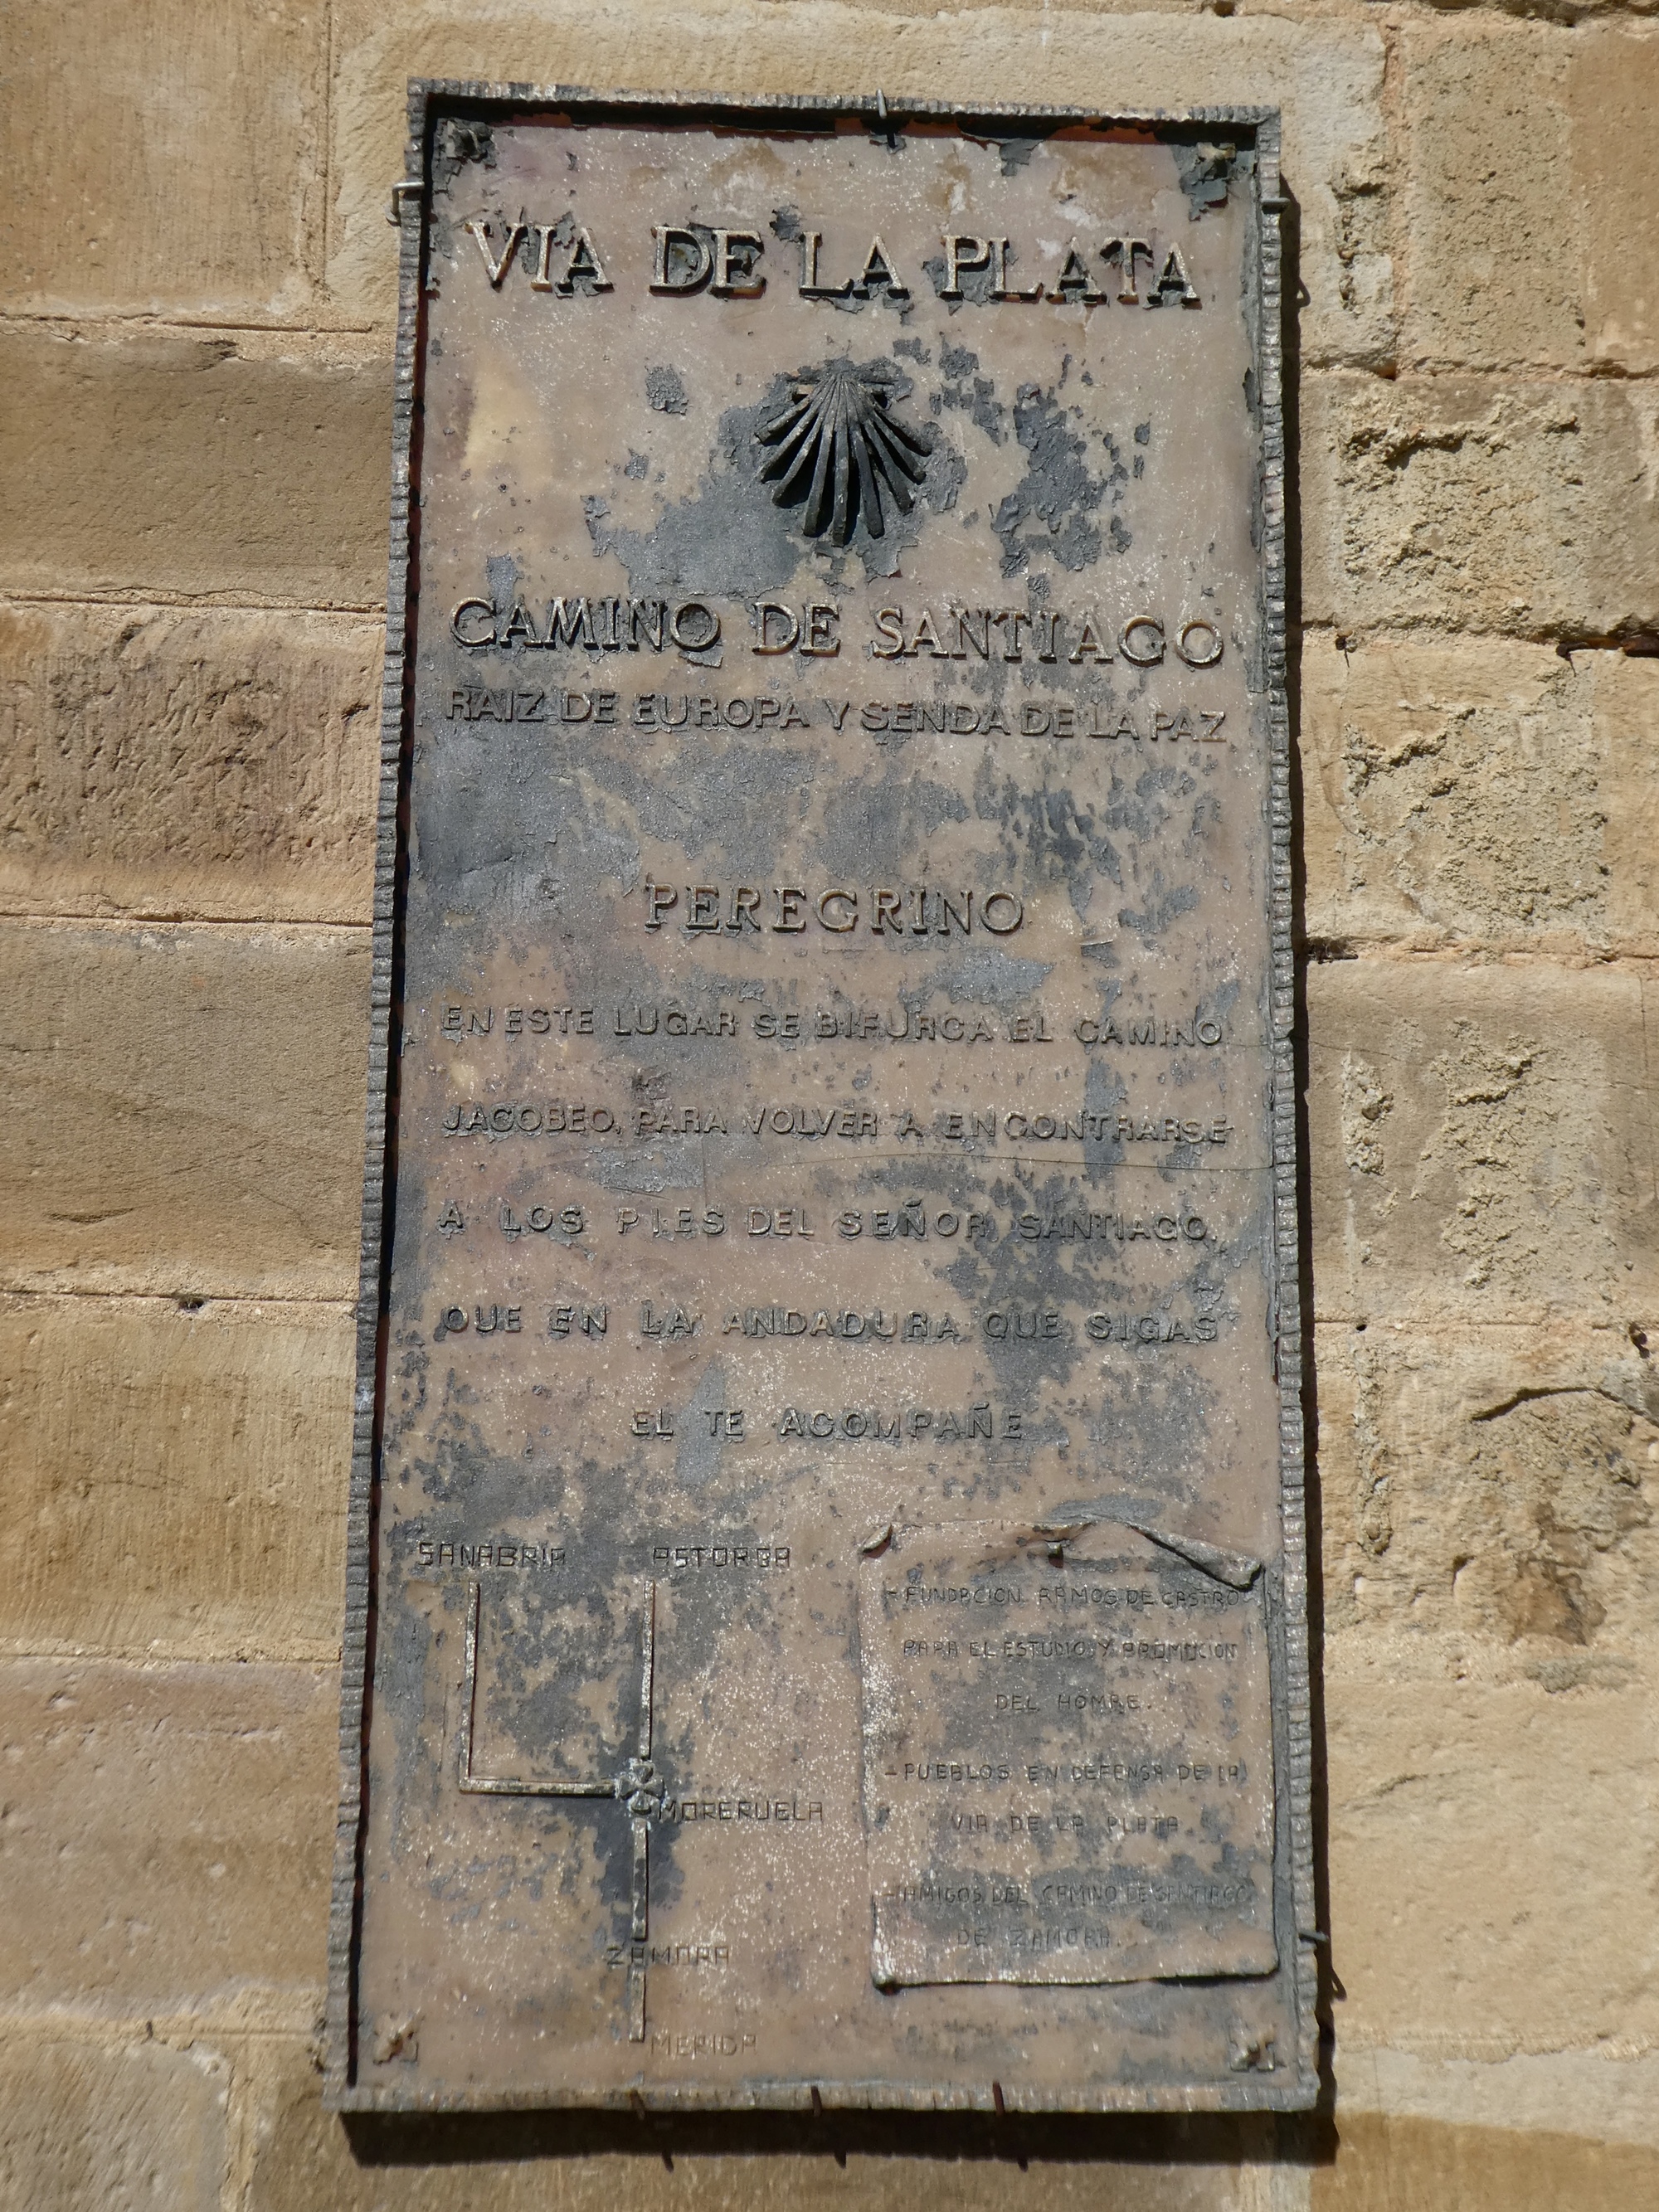 VIA DE LA PLATA
CAMINO DE SANTIAGO
RAIZ DE EUROPA Y SENDA DE LA PAZ
PEREGRINO
EN ESTE LUGAR SE BIFURCA EL CAMINO
JACOBEO, PARA VOLVER A ENCONTRARSE
A LOS PIES DEL SEÑOR SANTIAGO.
QUE EN LA ANDADURA QUE SIGAS
EL TE ACOMPAÑE
SANABRIA ASTORGA
MORERUELA
ZAMORA
MERIDA
-FUNDACION RAMOS DE CASTRO
PARA EL ESTUDIO Y PROMOCION
DEL HOMBRE.
-PUEBLOS EN DEFENSA DE LA
VIA DE LA PLATA
-AMIGOS DEL CAMINO DE SANTIAGO
DE ZAMORA.